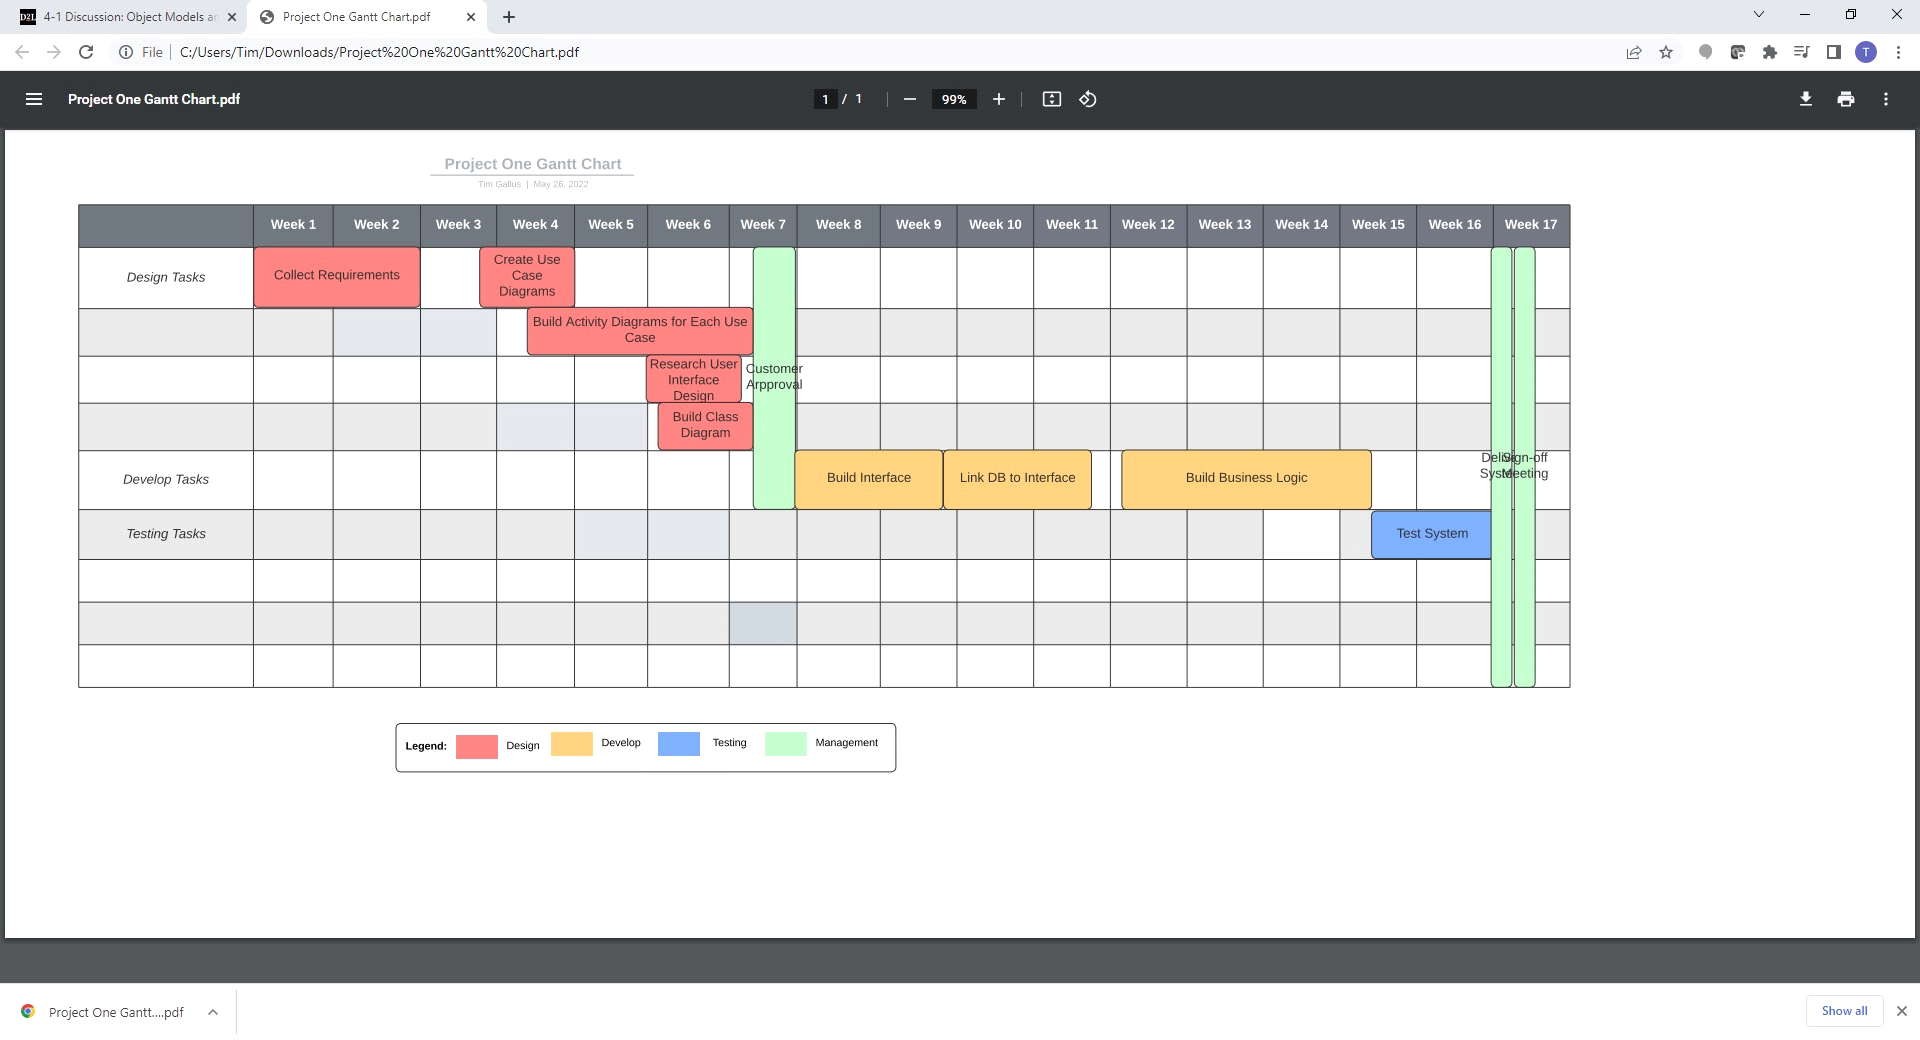 D2L 4-1 Discussion: Object Models ar
Project One Gantt Chart.pdf
File C:/Users/Tim/Downloads/Project%20One%20Gantt%20Chart.pdf
T
Project One Gantt Chart.pdf
1 / 1
99%
Project One Gantt Chart
Tim Gallus | May 26, 2022
Week 1 Week 2 Week 3 Week 4 Week 5 Week 6 Week 7 Week 8 Week 9 Week 10 Week 11 Week 12 Week 13 Week 14 Week 15 Week 16 Week 17
Design Tasks
Collect Requirements
Create Use
Case
Diagrams
Build Activity Diagrams for Each Use
Case
Research User
Interface
Design
Customer
Arpproval
Build Class
Diagram
Develop Tasks
Build Interface
Link DB to Interface
Build Business Logic
Sign-off
Meeting
Testing Tasks
Test System
Legend: Design Develop Testing Management
Project One Gantt....pdf
Show all